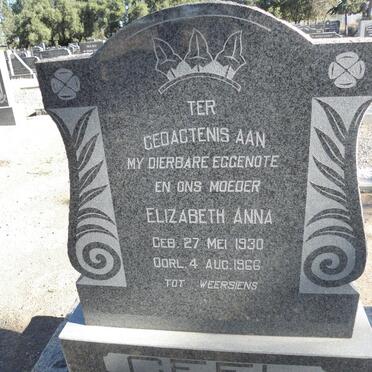 TER
GEDAGTENIS AAN
MY DIERBARE EGGENOTE
EN ONS MOEDER
ELIZABETH ANNA
GEB. 27 MEI 1930
OORL. 4 AUG. 1966
TOT WEERSIENS